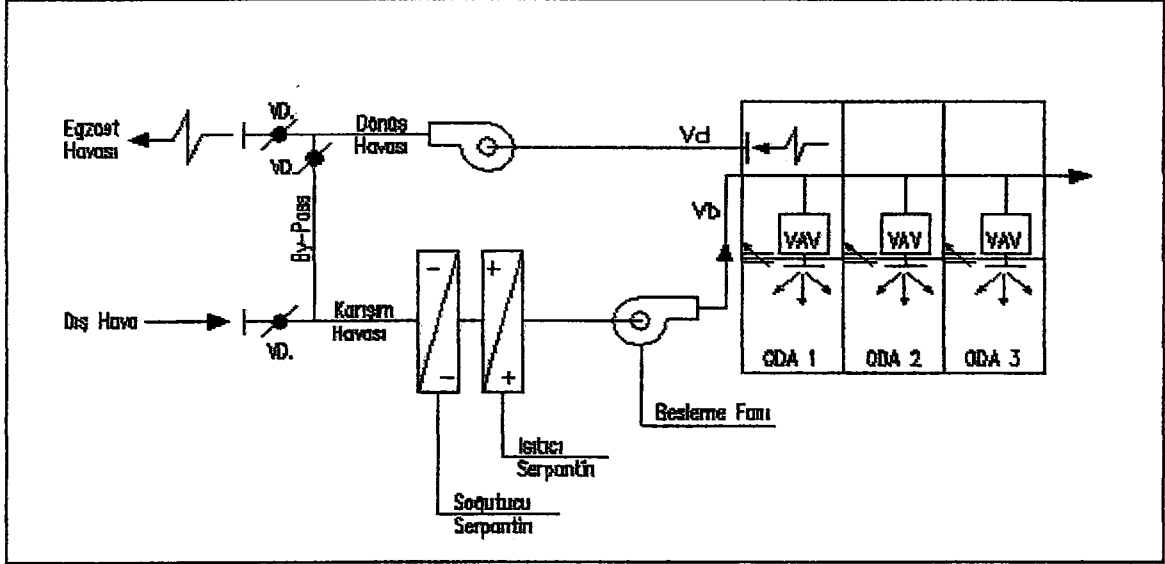 Egzost
Havası
VD.
VD.
Dönüş
Havası
Vd
Vb
By-Pass
VAV
VAV
VAV
Dış Hava
VD.
Karışım
Havası
ODA 1
ODA 2
ODA 3
Besleme Fanı
Isıtıcı
Serpantin
Soğutucu
Serpantin